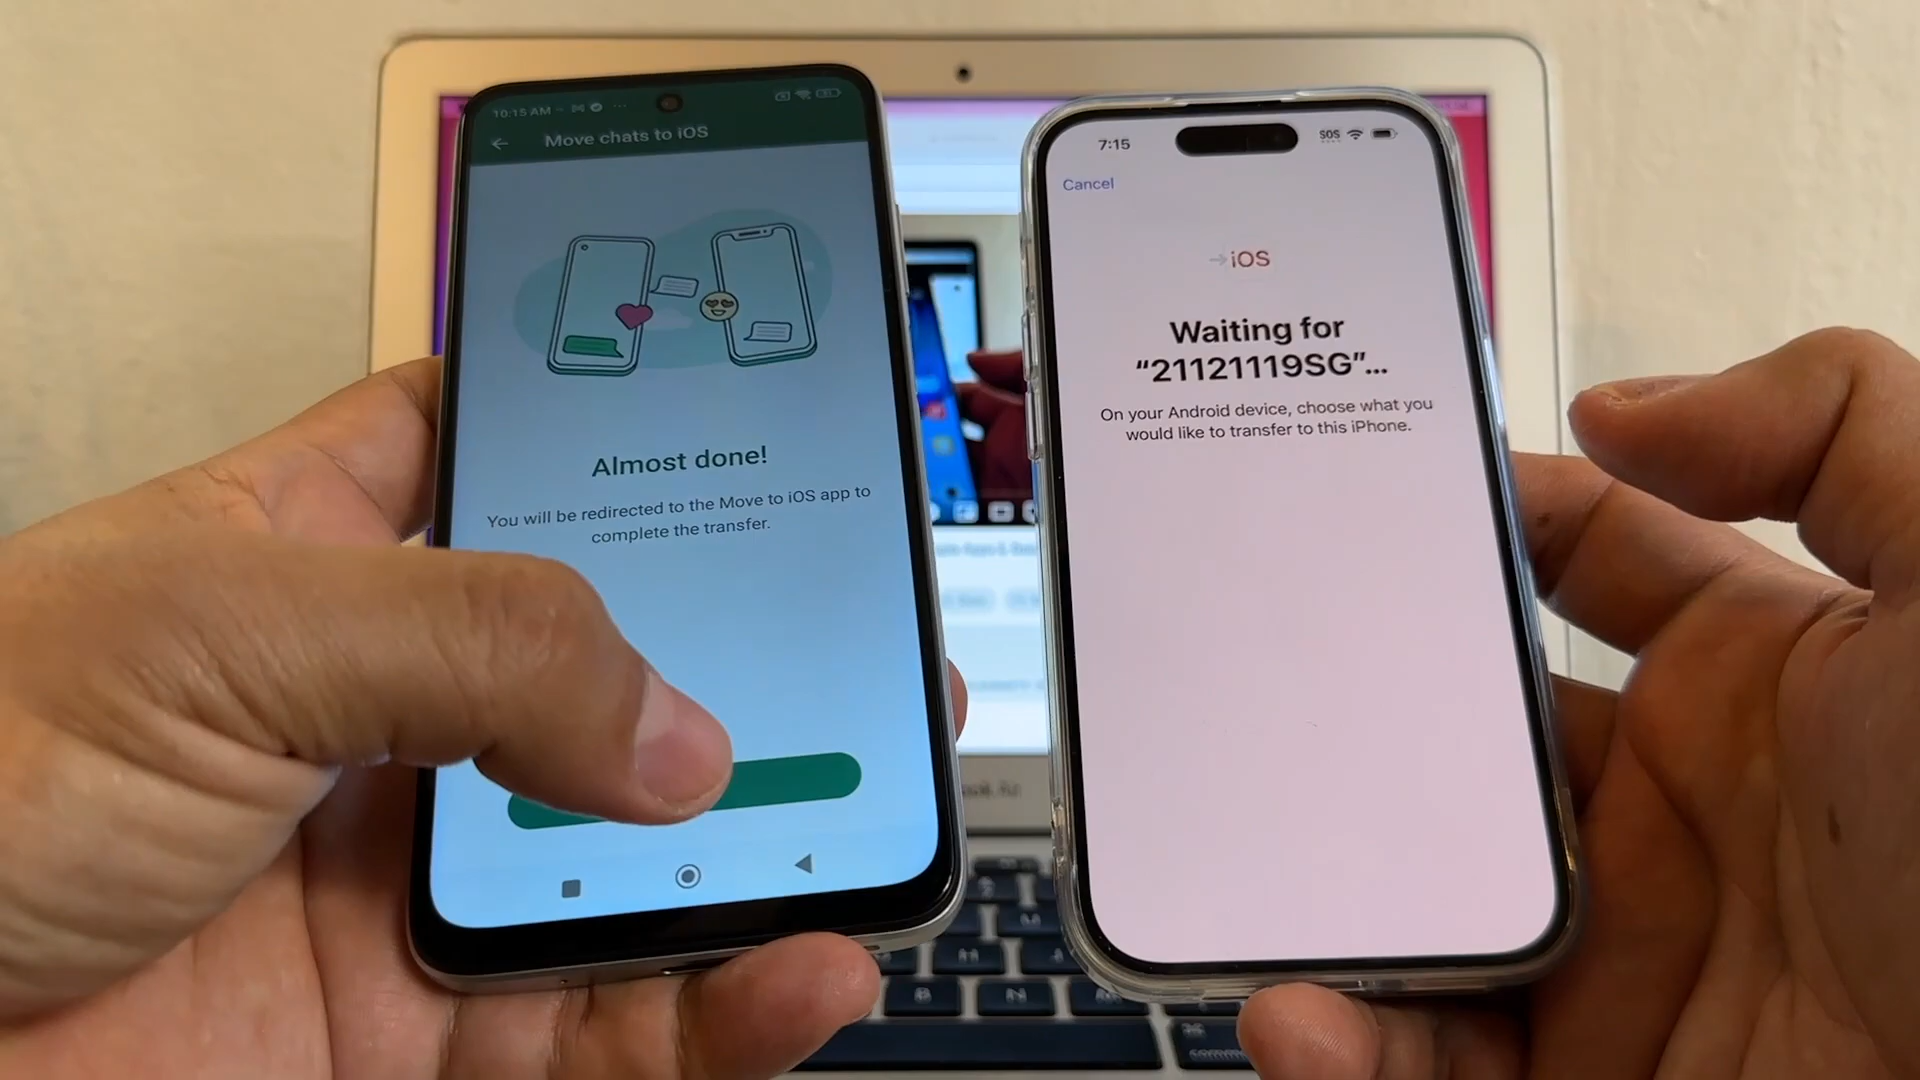 10:15 AM
Move chats to iOS
Almost done!
You will be redirected to the Move to iOS app to
complete the transfer.
7:15
SOS
Cancel
iOS
Waiting for
“21121119SG”...
On your Android device, choose what you
would like to transfer to this iPhone.
B
N
M
H
comm